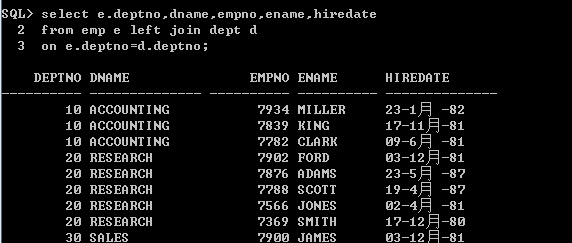 SQL> select e.deptno,dname,empno,ename,hiredate
2 from emp e left join dept d
3 on e.deptno=d.deptno;
DEPTNO DNAME EMPNO ENAME HIREDATE
---------- -------------- ---------- ---------- --------------
10 ACCOUNTING 7934 MILLER 23-1月 -82
10 ACCOUNTING 7839 KING 17-11月-81
10 ACCOUNTING 7782 CLARK 09-6月 -81
20 RESEARCH 7902 FORD 03-12月-81
20 RESEARCH 7876 ADAMS 23-5月 -87
20 RESEARCH 7788 SCOTT 19-4月 -87
20 RESEARCH 7566 JONES 02-4月 -81
20 RESEARCH 7369 SMITH 17-12月-80
30 SALES 7900 JAMES 03-12月-81